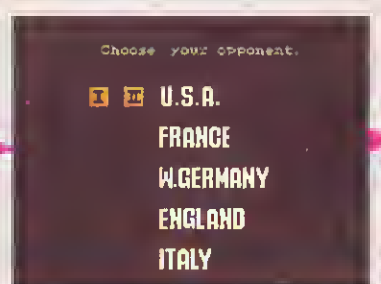 Choose your opponent.
I II U.S.A.
FRANCE
W.GERMANY
ENGLAND
ITALY